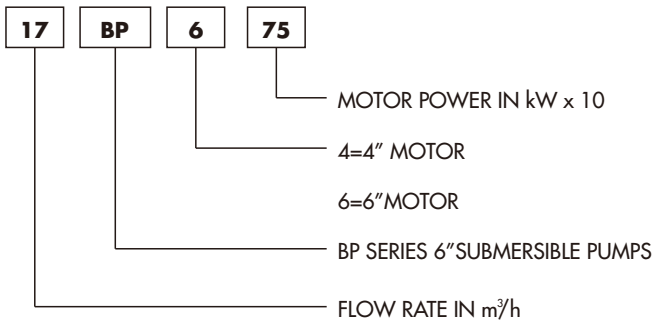 17 BP 6 75
MOTOR POWER IN kW x 10
4=4" MOTOR
6=6"MOTOR
BP SERIES 6"SUBMERSIBLE PUMPS
FLOW RATE IN m³/h